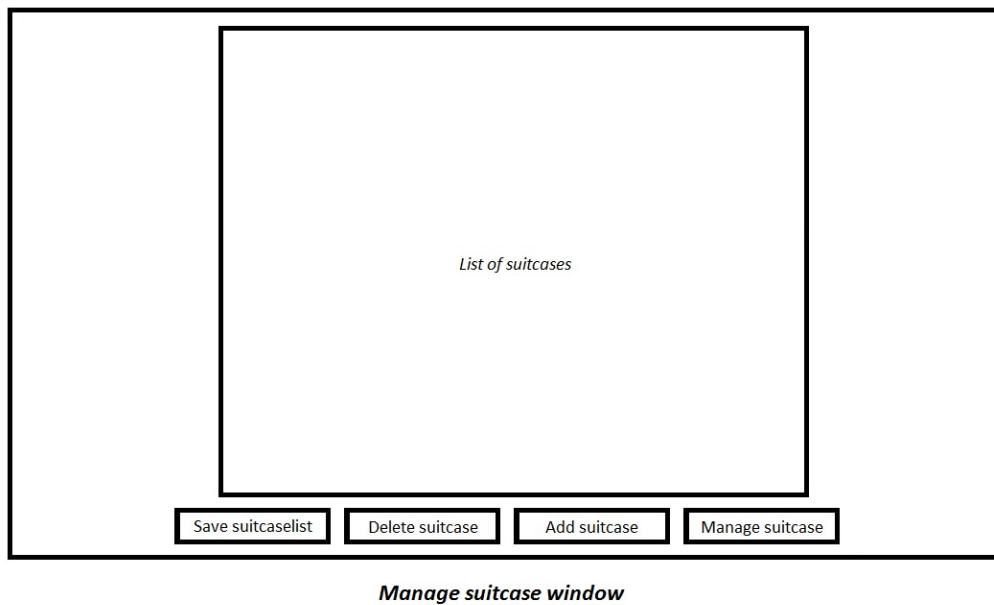 List of suitcases
Save suitcaselist
Delete suitcase
Add suitcase
Manage suitcase
Manage suitcase window